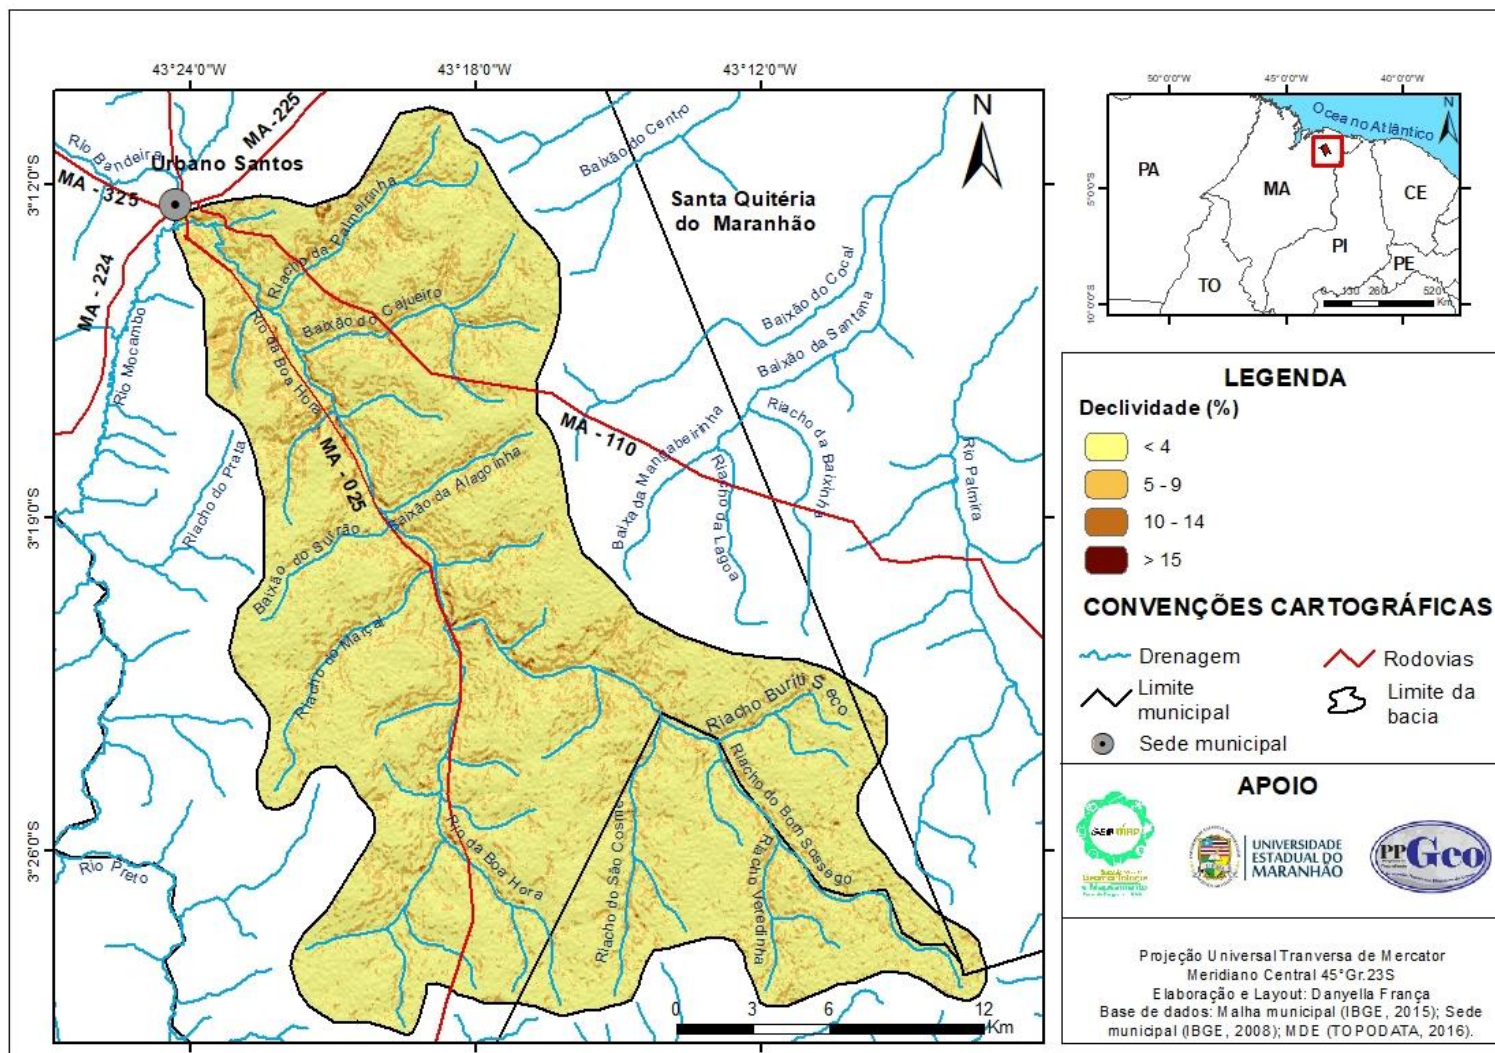 43°24'0"W
43°18'0"W
43°12'0"W
3°12'0"S
3°19'0"S
3°26'0"S
N
MA - 225
Rio Bandeira
Urbano Santos
MA - 325
MA - 224
Rio Mocambo
Riacho da Palmeirinha
Baixão do Centro
Santa Quitéria
do Maranhão
Baixão do Cajueiro
Rio da Boa Hora
Baixão do Cocal
Baixão da Santana
MA - 025
MA - 110
Riacho do Prata
Baixão da Alagoinha
Baixão do Sulrão
Baixa da Mangabeirinha
Riacho da Lagoa
Riacho da Baixinha
Rio Palmira
Riacho do Marçal
Riacho Buriti Seco
Riacho do Bom Sossego
Riacho Veredinha
Riacho do São Cosme
Rio da Boa Hora
Rio Preto
0 3 6 12
Km
50°0'0"W
45°0'0"W
40°0'0"W
5°0'0"S
10°0'0"S
Oceano Atlântico
N
PA
MA
CE
PI
PE
TO
0 130 260 520
Km
LEGENDA
Declividade (%)
< 4
5 - 9
10 - 14
> 15
CONVENÇÕES CARTOGRÁFICAS
Drenagem
Rodovias
Limite
municipal
Limite da
bacia
Sede municipal
APOIO
UNIVERSIDADE
ESTADUAL DO
MARANHÃO
PPGeo
Projeção Universal Tranversa de Mercator
Meridiano Central 45°Gr.23S
Elaboração e Layout: Danyella França
Base de dados: Malha municipal (IBGE, 2015); Sede
municipal (IBGE, 2008); MDE (TOPODATA, 2016).